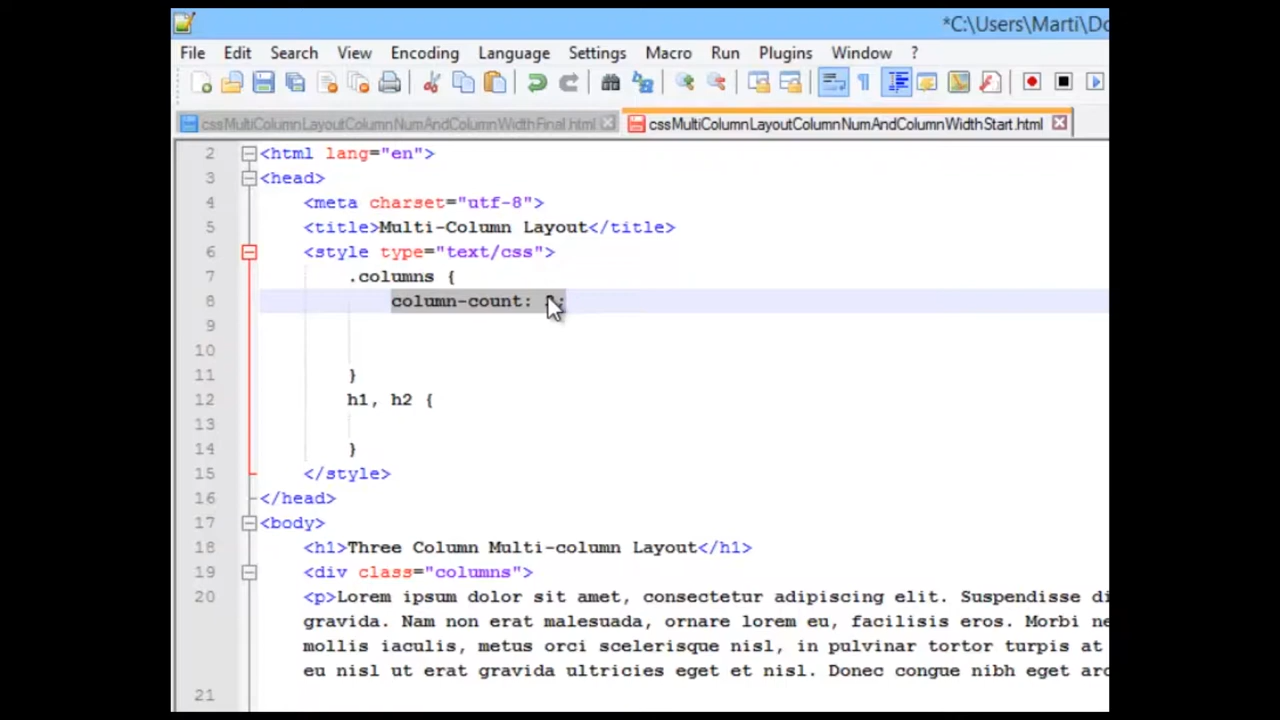 *C:\Users\Marti\Do
File Edit Search View Encoding Language Settings Macro Run Plugins Window ?
cssMultiColumnLayoutColumnNumAndColumnWidthFinal.html cssMultiColumnLayoutColumnNumAndColumnWidthStart.html
2 <html lang="en">
3 <head>
4 <meta charset="utf-8">
5 <title>Multi-Column Layout</title>
6 <style type="text/css">
7 .columns {
8 column-count:
9
10
11 }
12 h1, h2 {
13
14 }
15 </style>
16 </head>
17 <body>
18 <h1>Three Column Multi-column Layout</h1>
19 <div class="columns">
20 <p>Lorem ipsum dolor sit amet, consectetur adipiscing elit. Suspendisse di
gravida. Nam non erat malesuada, ornare lorem eu, facilisis eros. Morbi ne
mollis iaculis, metus orci scelerisque nisl, in pulvinar tortor turpis at
eu nisl ut erat gravida ultricies eget et nisl. Donec congue nibh eget arc
21